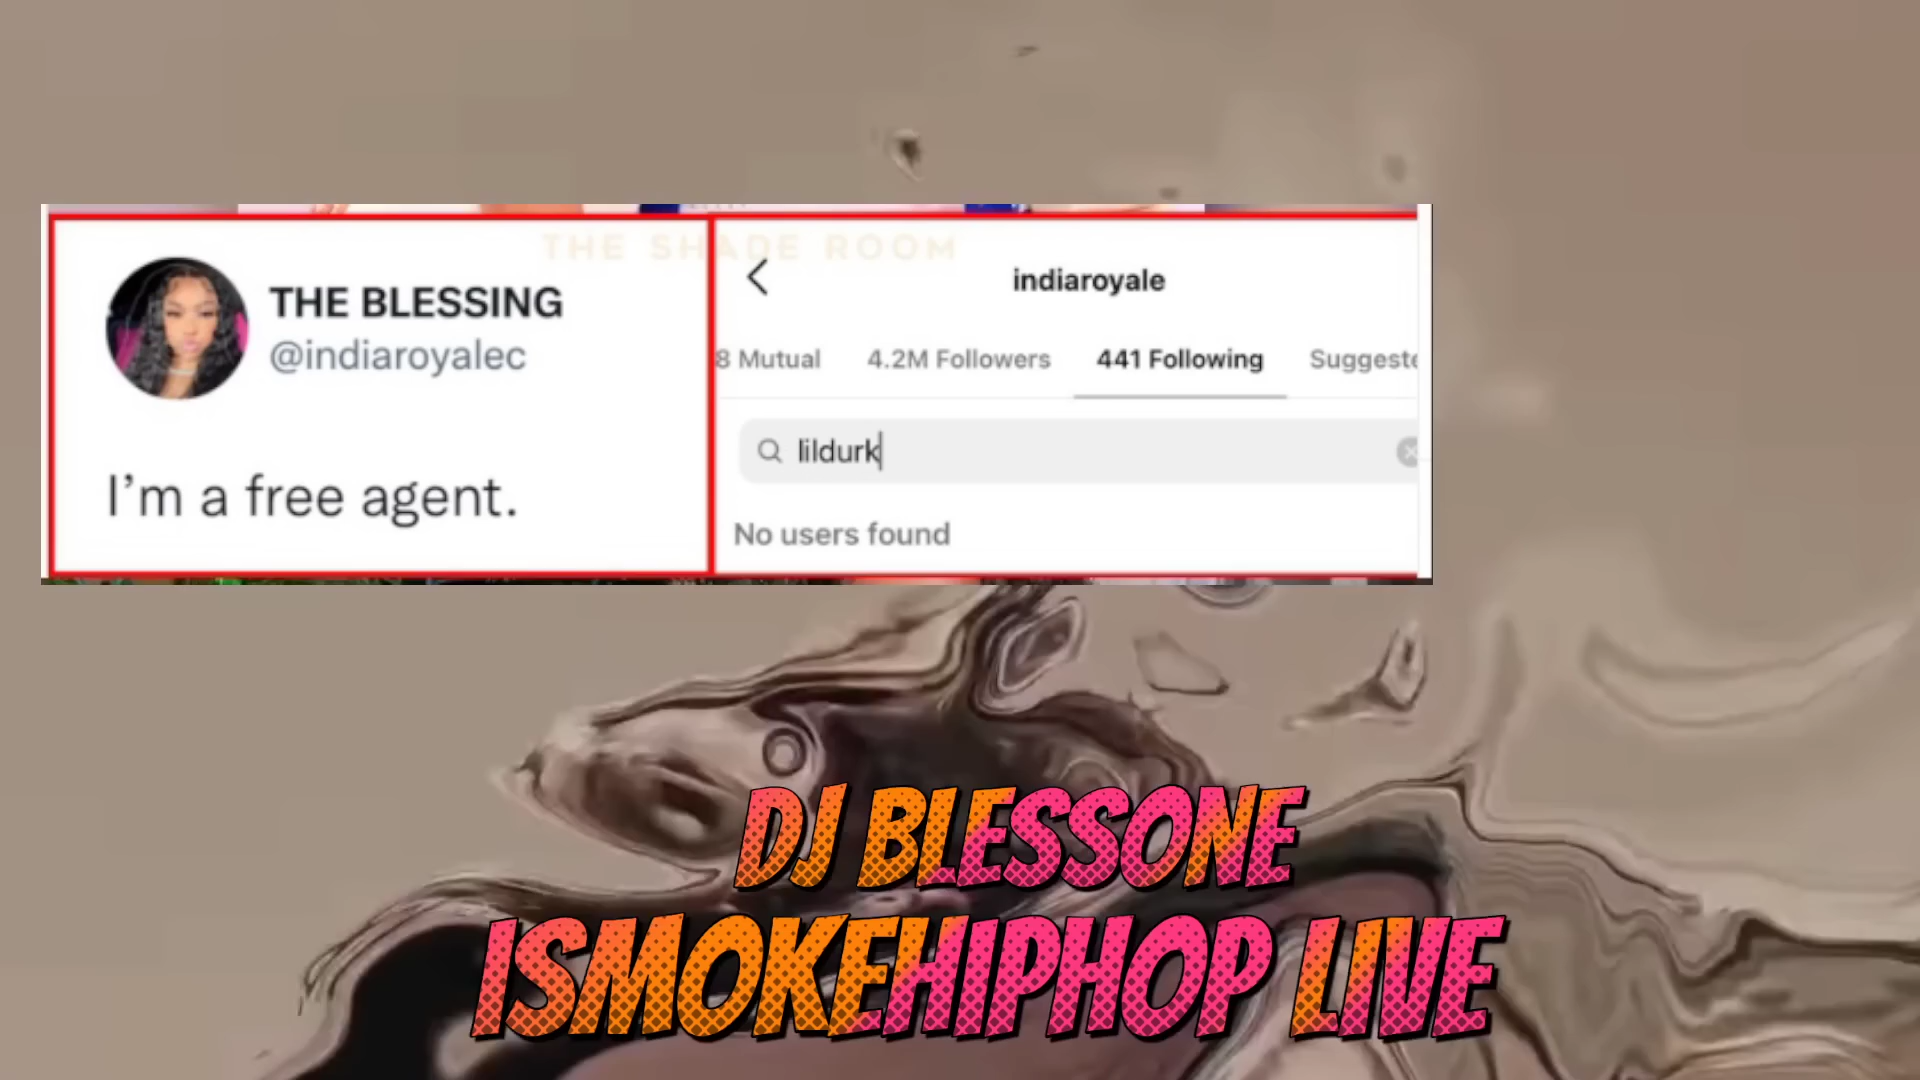 THE SHADE ROOM
THE BLESSING
@indiaroyalec
I'm a free agent.
indiaroyale
8 Mutual 4.2M Followers 441 Following Suggeste
lildurk
No users found
DJ BLESSONE
ISMOKEHIPHOP LIVE